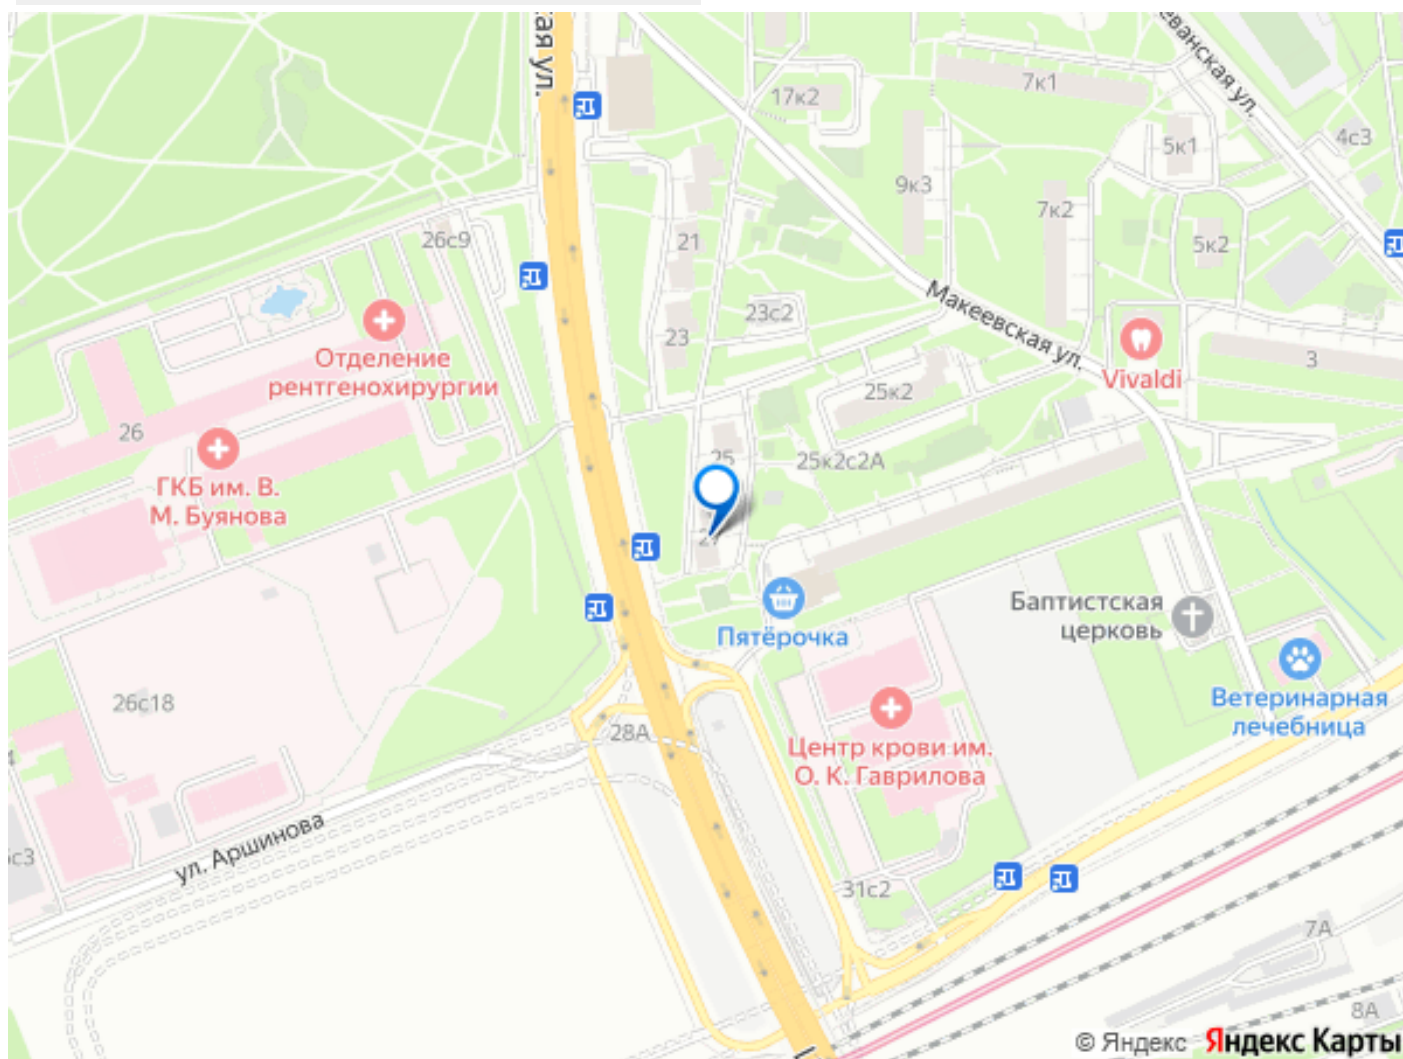 ая ул.
еванская ул.
17к2
7к1
4с3
5к1
9к3
7к2
26с9
21
5к2
Макеевская ул.
23с2
23
Отделение
рентгенохирургии
Vivaldi
3
25к2
26
25
25к2с2А
ГКБ им. В.
М. Буянова
27
Баптистская
церковь
Пятёрочка
26с18
28А
Ветеринарная
лечебница
Центр крови им.
О. К. Гаврилова
ул. Аршинова
с3
31с2
7А
8А
© Яндекс Яндекс Карты